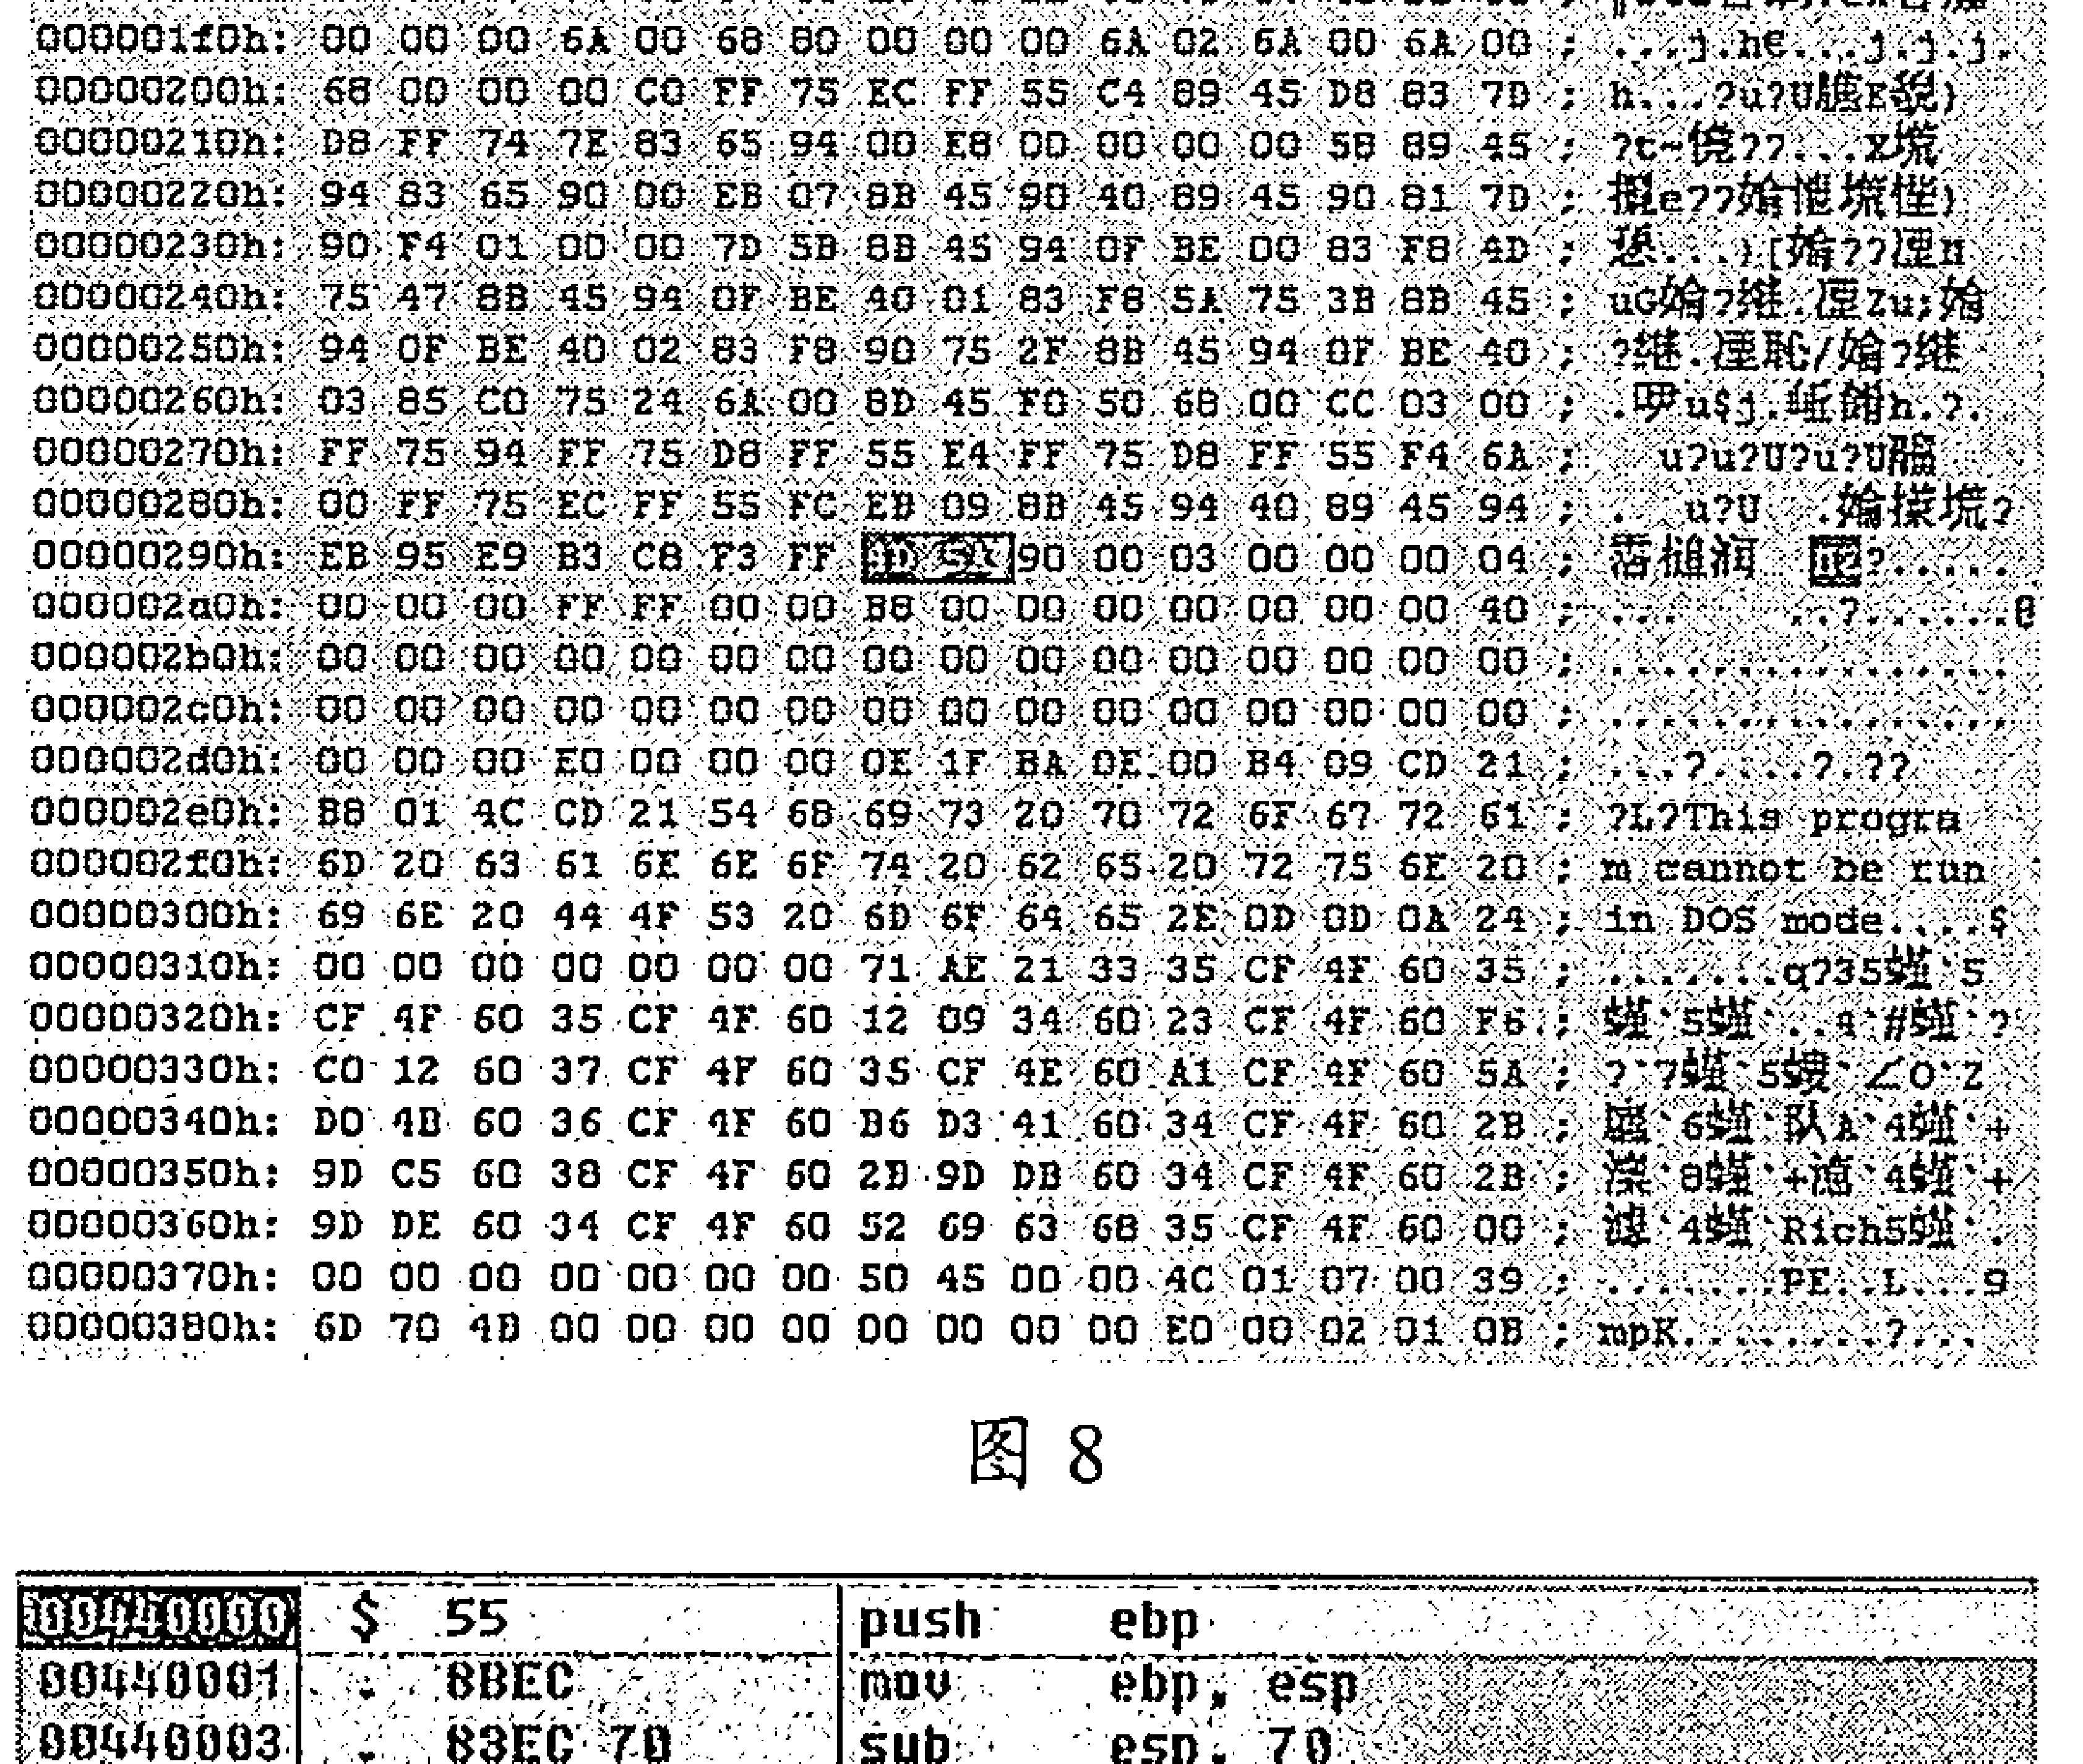 000001f0h: 00 00 00 6A 00 68 80 00 00 00 6A 02 6A 00 6A 00 ; ...j.h€...j.j.j.
00000200h: 68 00 00 00 C0 FF 75 EC FF 55 C4 89 45 D8 83 7D ; h...?u?U
00000210h: D8 FF 74 7E 83 65 94 00 E8 00 00 00 00 58 89 45 ; ?t~
00000220h: 94 83 65 90 00 EB 07 8B 45 90 40 89 45 90 81 7D ;
00000230h: 90 F4 01 00 00 7D 5B 8B 45 94 0F BE 00 83 F8 4D ;
00000240h: 75 47 8B 45 94 0F BE 40 01 83 F8 5A 75 3B 8B 45 ; uG
00000250h: 94 0F BE 40 02 83 F8 90 75 2F 8B 45 94 0F BE 40 ;
00000260h: 03 85 C0 75 24 6A 00 8D 45 F0 50 68 00 CC 03 00 ;
00000270h: FF 75 94 FF 75 D8 FF 55 E4 FF 75 D8 FF 55 F4 6A ; u?u?U?u?U
00000280h: 00 FF 75 EC FF 55 FC EB 09 8B 45 94 40 89 45 94 ; . u?U
00000290h: EB 95 E9 B3 C8 F3 FF 4D 5A 90 00 03 00 00 00 04 ;
000002a0h: 00 00 00 FF FF 00 00 B8 00 00 00 00 00 00 00 40 ; ... ..?.......@
000002b0h: 00 00 00 00 00 00 00 00 00 00 00 00 00 00 00 00 ; ................
000002c0h: 00 00 00 00 00 00 00 00 00 00 00 00 00 00 00 00 ; ................
000002d0h: 00 00 00 E0 00 00 00 0E 1F BA 0E 00 B4 09 CD 21 ; ...?....?.??
000002e0h: B8 01 4C CD 21 54 68 69 73 20 70 72 6F 67 72 61 ; ?L?This progra
000002f0h: 6D 20 63 61 6E 6E 6F 74 20 62 65 20 72 75 6E 20 ; m cannot be run
00000300h: 69 6E 20 44 4F 53 20 6D 6F 64 65 2E 0D 0D 0A 24 ; in DOS mode....$
00000310h: 00 00 00 00 00 00 00 71 AE 21 33 35 CF 4F 60 35 ; .......q?35
00000320h: CF 4F 60 35 CF 4F 60 12 09 34 60 23 CF 4F 60 F6 ;
00000330h: C0 12 60 37 CF 4F 60 35 CF 4E 60 A1 CF 4F 60 5A ;
00000340h: D0 4B 60 36 CF 4F 60 B6 D3 41 60 34 CF 4F 60 2B ;
00000350h: 9D C5 60 38 CF 4F 60 2B 9D DB 60 34 CF 4F 60 2B ;
00000360h: 9D DE 60 34 CF 4F 60 52 69 63 68 35 CF 4F 60 00 ; Rich5
00000370h: 00 00 00 00 00 00 00 50 45 00 00 4C 01 07 00 39 ; .......PE..L...9
00000380h: 6D 70 4B 00 00 00 00 00 00 00 00 E0 00 02 01 0B ; mpK........?...
图 8
00440000 $ 55 push ebp
00440001 . 8BEC mov ebp, esp
00440003 . 83EC 70 sub esp, 70